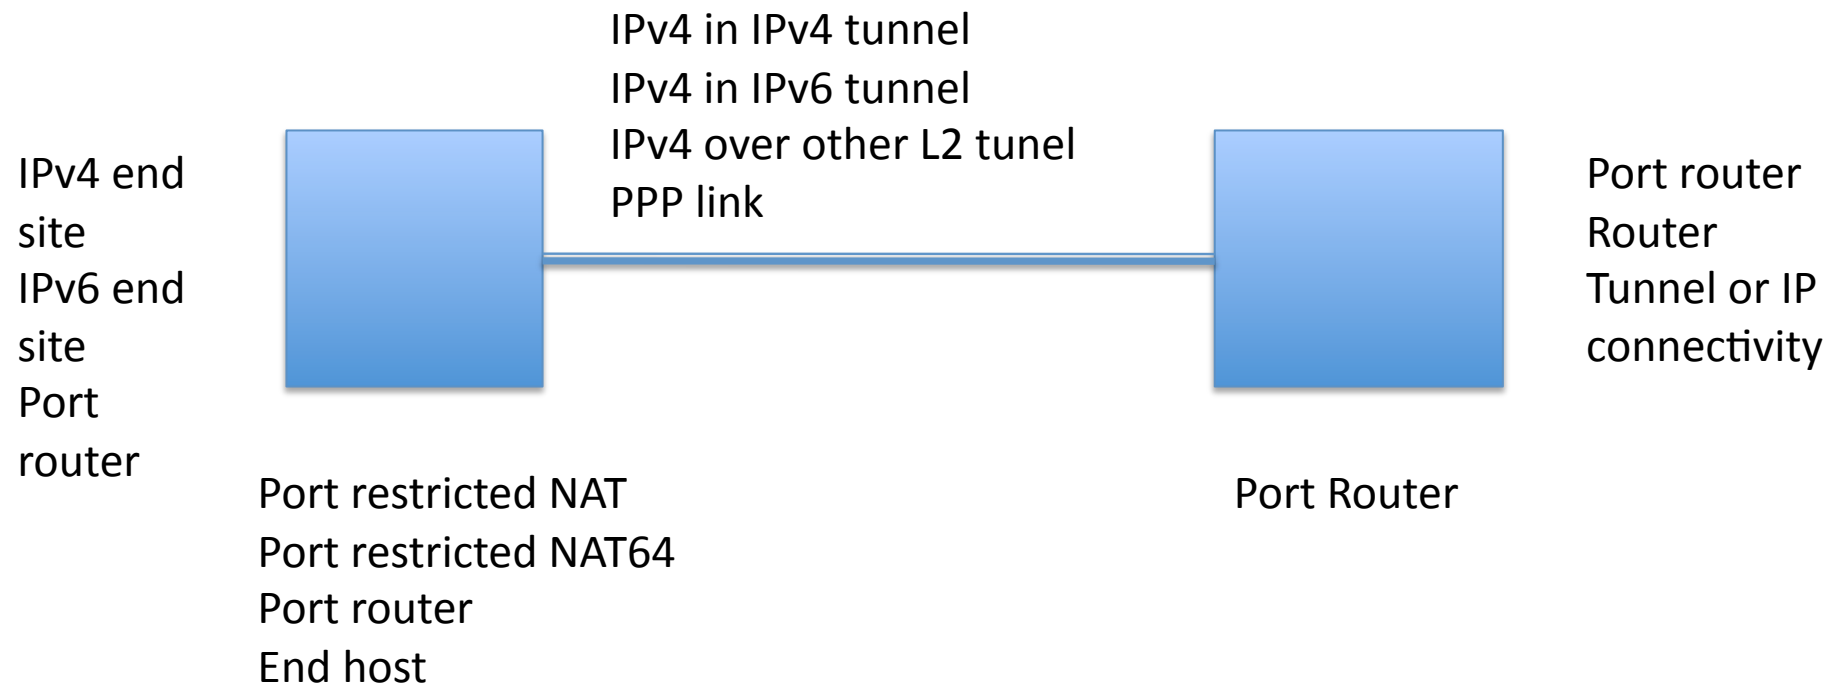 IPv4 in IPv4 tunnel
IPv4 in IPv6 tunnel
IPv4 over other L2 tunel
PPP link
IPv4 end
site
IPv6 end
site
Port
router
Port router
Router
Tunnel or IP
connectivity
Port restricted NAT
Port restricted NAT64
Port router
End host
Port Router